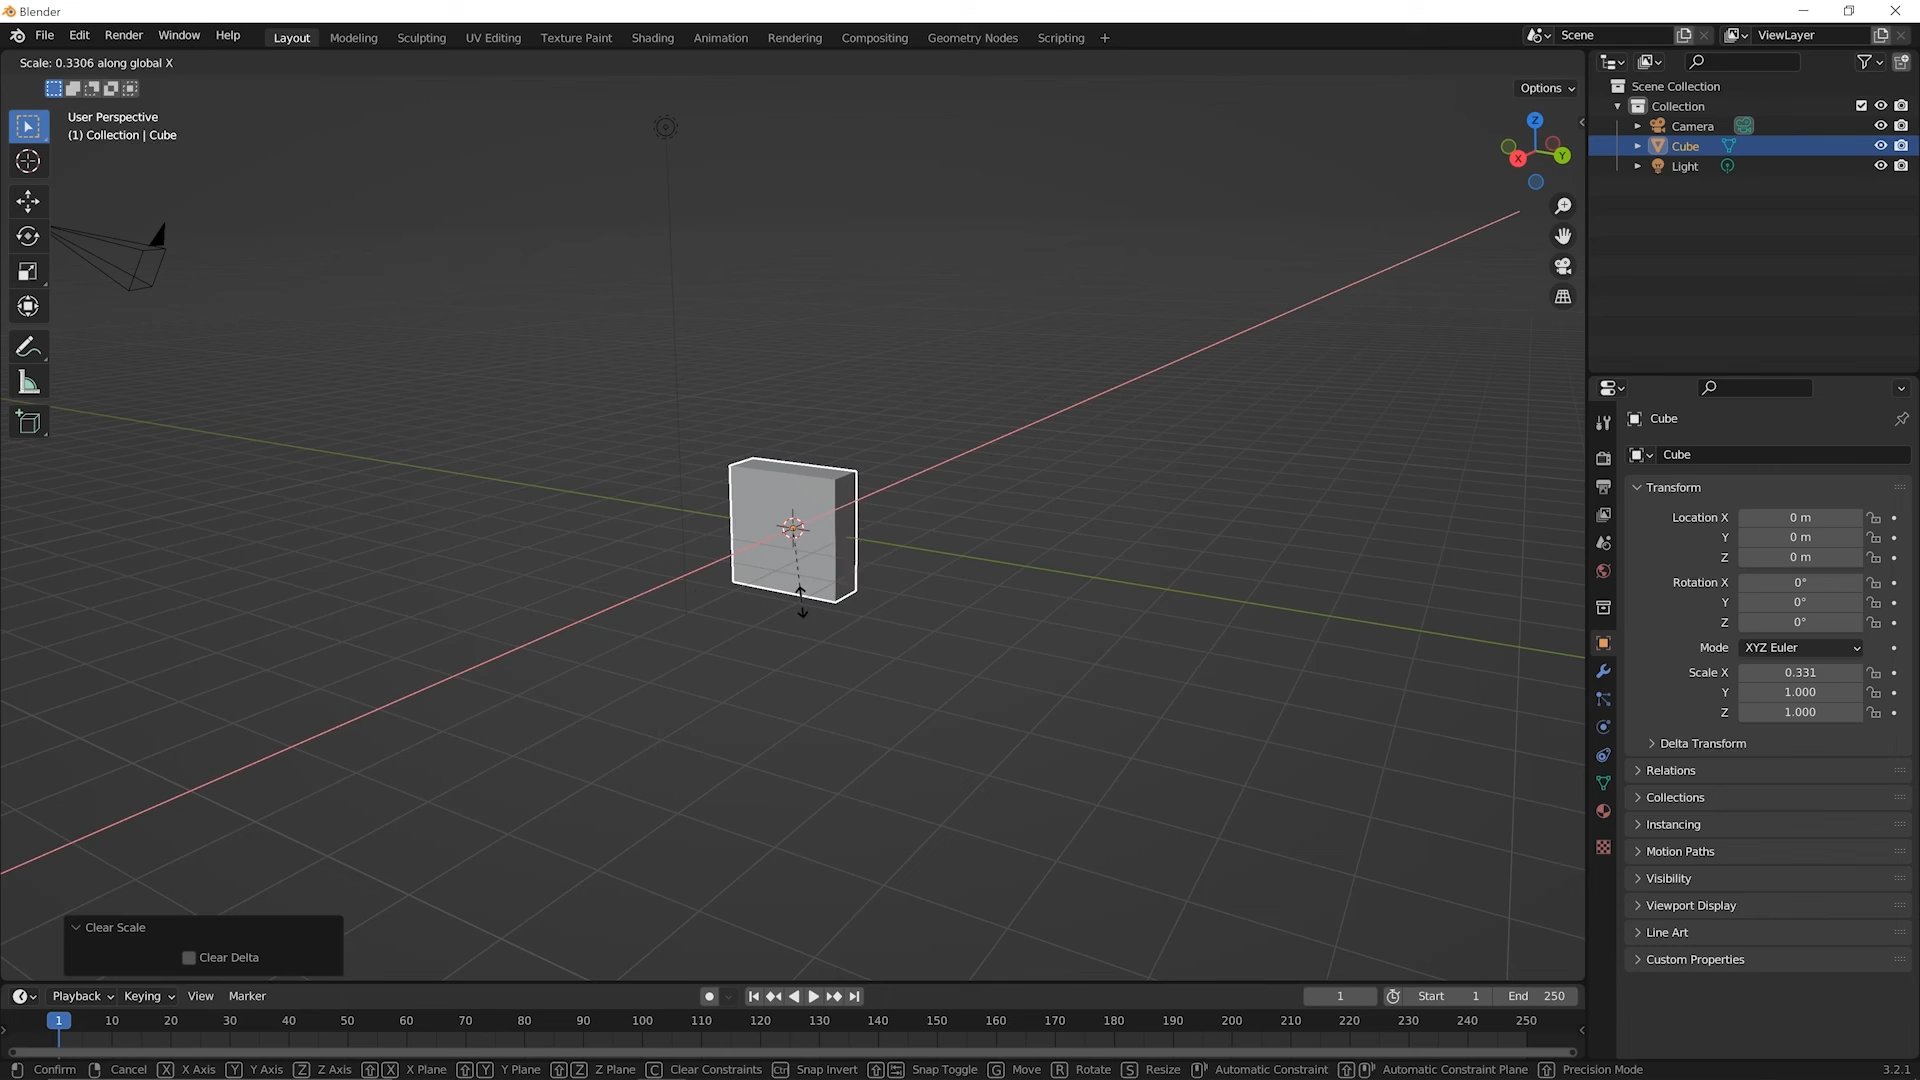 Blender
File Edit Render Window Help
Layout Modeling Sculpting UV Editing Texture Paint Shading Animation Rendering Compositing Geometry Nodes Scripting +
Scene
ViewLayer
Scale: 0.3306 along global X
Options
User Perspective
(1) Collection | Cube
Z
X
Y
Scene Collection
Collection
Camera
Cube
Light
Cube
Cube
Transform
Location X 0 m
Y 0 m
Z 0 m
Rotation X 0°
Y 0°
Z 0°
Mode XYZ Euler
Scale X 0.331
Y 1.000
Z 1.000
Delta Transform
Relations
Collections
Instancing
Motion Paths
Visibility
Viewport Display
Line Art
Custom Properties
Clear Scale
Clear Delta
Playback Keying View Marker
1 Start 1 End 250
1 10 20 30 40 50 60 70 80 90 100 110 120 130 140 150 160 170 180 190 200 210 220 230 240 250
Confirm Cancel X X Axis Y Y Axis Z Z Axis X X Plane Y Y Plane Z Z Plane C Clear Constraints Ctrl Snap Invert Snap Toggle G Move R Rotate S Resize Automatic Constraint Automatic Constraint Plane Precision Mode 3.2.1